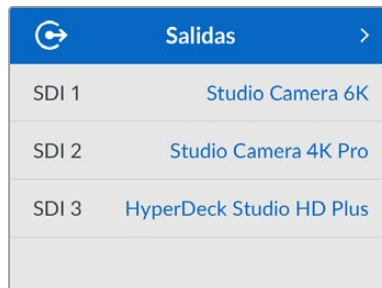 Salidas
SDI 1 Studio Camera 6K
SDI 2 Studio Camera 4K Pro
SDI 3 HyperDeck Studio HD Plus